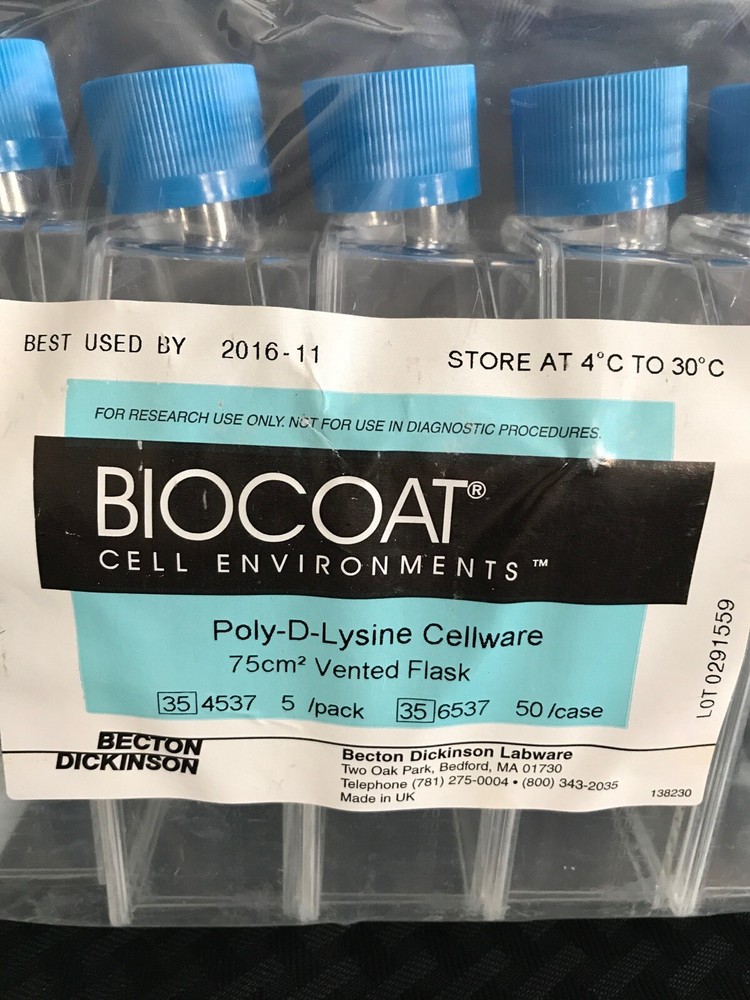 BEST USED BY 2016-11
STORE AT 4°C TO 30°C
FOR RESEARCH USE ONLY. NOT FOR USE IN DIAGNOSTIC PROCEDURES.
BIOCOAT®
CELL ENVIRONMENTS™
Poly-D-Lysine Cellware
75cm² Vented Flask
35 4537 5 /pack 35 6537 50 /case
LOT 0291559
BECTON
DICKINSON
Becton Dickinson Labware
Two Oak Park, Bedford, MA 01730
Telephone (781) 275-0004 • (800) 343-2035
Made in UK
138230